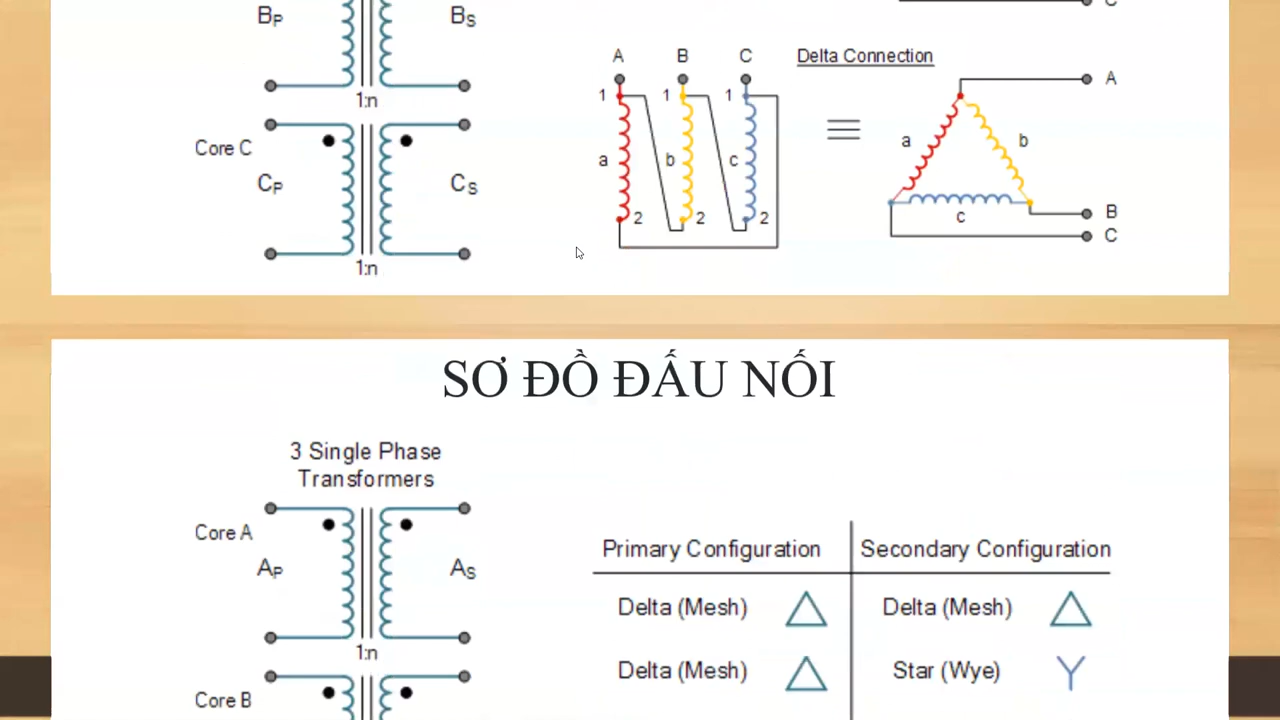 Bₚ
Bₛ
C
1:n
Core C
Cₚ
Cₛ
1:n
A B C
1 1 1
a b c
2 2 2
Delta Connection
A
a b
c
B
C
SƠ ĐỒ ĐẤU NỐI
3 Single Phase
Transformers
Core A
Aₚ
Aₛ
1:n
Core B
Primary Configuration Secondary Configuration
Delta (Mesh) Delta (Mesh)
Delta (Mesh) Star (Wye)